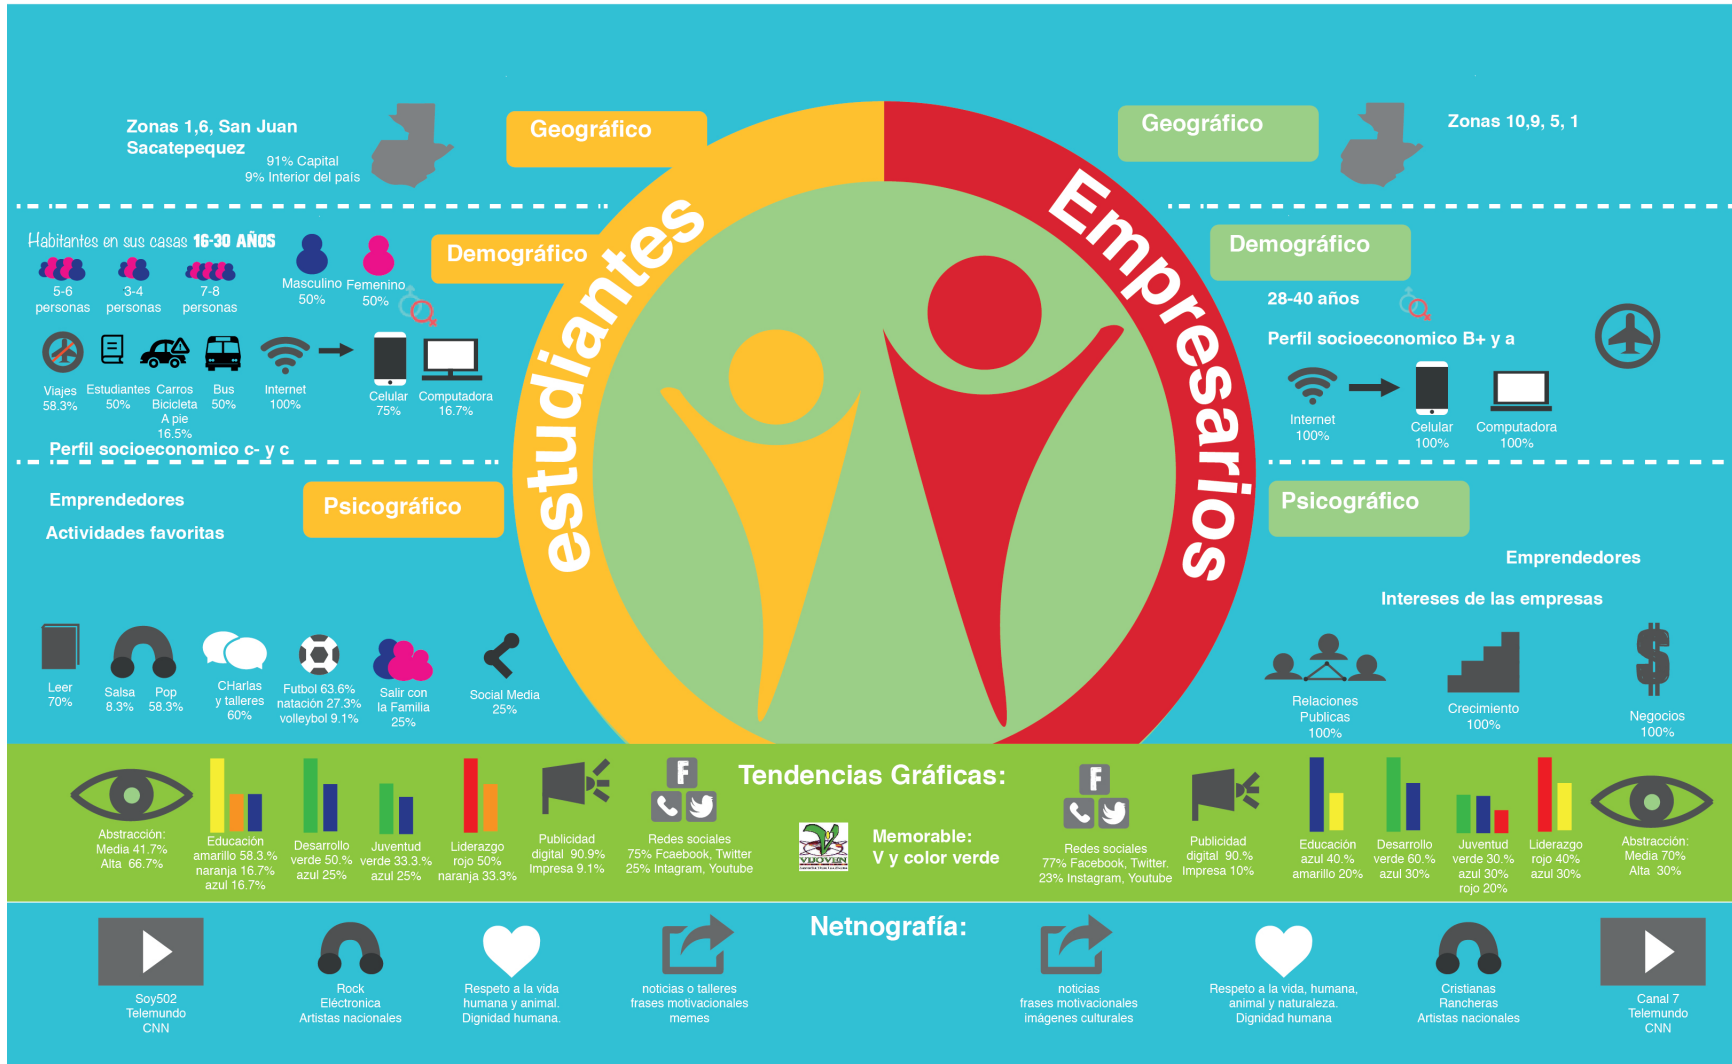 Zonas 1,6, San Juan
Sacatepequez
91% Capital
9% Interior del país
Geográfico
Habitantes en sus casas 16-30 AÑOS
5-6
personas
3-4
personas
7-8
personas
Masculino
50%
Femenino
50%
Demográfico
Viajes
58.3%
Estudiantes
50%
Carros
Bicicleta
A pie
16.5%
Bus
50%
Internet
100%
Celular
75%
Computadora
16.7%
Perfil socioeconomico c- y c
Emprendedores
Actividades favoritas
Psicográfico
Leer
70%
Salsa
8.3%
Pop
58.3%
CHarlas
y talleres
60%
Futbol 63.6%
natación 27.3%
volleybol 9.1%
Salir con
la Familia
25%
Social Media
25%
estudiantes
Empresarios
Geográfico
Zonas 10,9, 5, 1
Demográfico
28-40 años
Perfil socioeconomico B+ y a
Internet
100%
Celular
100%
Computadora
100%
Psicográfico
Emprendedores
Intereses de las empresas
Relaciones
Publicas
100%
Crecimiento
100%
Negocios
100%
Tendencias Gráficas:
Abstracción:
Media 41.7%
Alta 66.7%
Educación
amarillo 58.3.%
naranja 16.7%
azul 16.7%
Desarrollo
verde 50.%
azul 25%
Juventud
verde 33.3.%
azul 25%
Liderazgo
rojo 50%
naranja 33.3%
Publicidad
digital 90.9%
Impresa 9.1%
F
Redes sociales
75% Fcaebook, Twitter
25% Intagram, Youtube
VIJOVEN
Memorable:
V y color verde
F
Redes sociales
77% Facebook, Twitter.
23% Instagram, Youtube
Publicidad
digital 90.%
Impresa 10%
Educación
azul 40.%
amarillo 20%
Desarrollo
verde 60.%
azul 30%
Juventud
verde 30.%
azul 30%
rojo 20%
Liderazgo
rojo 40%
azul 30%
Abstracción:
Media 70%
Alta 30%
Netnografía:
Soy502
Telemundo
CNN
Rock
Eléctronica
Artistas nacionales
Respeto a la vida
humana y animal.
Dignidad humana.
noticias o talleres
frases motivacionales
memes
noticias
frases motivacionales
imágenes culturales
Respeto a la vida, humana,
animal y naturaleza.
Dignidad humana
Cristianas
Rancheras
Artistas nacionales
Canal 7
Telemundo
CNN